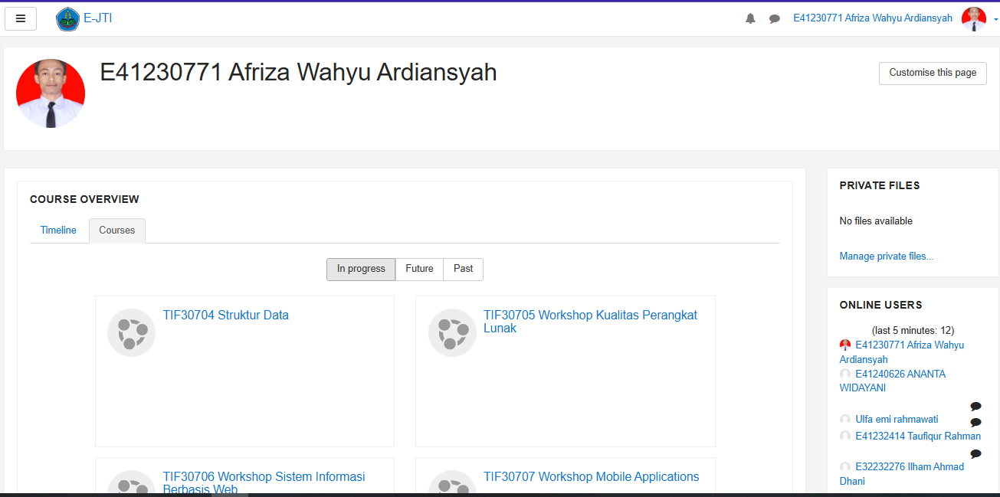 E-JTI
E41230771 Afriza Wahyu Ardiansyah
E41230771 Afriza Wahyu Ardiansyah
Customise this page
COURSE OVERVIEW
Timeline
Courses
In progress
Future
Past
TIF30704 Struktur Data
TIF30705 Workshop Kualitas Perangkat
Lunak
TIF30706 Workshop Sistem Informasi
Berbasis Web
TIF30707 Workshop Mobile Applications
PRIVATE FILES
No files available
Manage private files...
ONLINE USERS
(last 5 minutes: 12)
E41230771 Afriza Wahyu
Ardiansyah
E41240626 ANANTA
WIDAYANI
Ulfa emi rahmawati
E41232414 Taufiqur Rahman
E32232276 Ilham Ahmad
Dhani